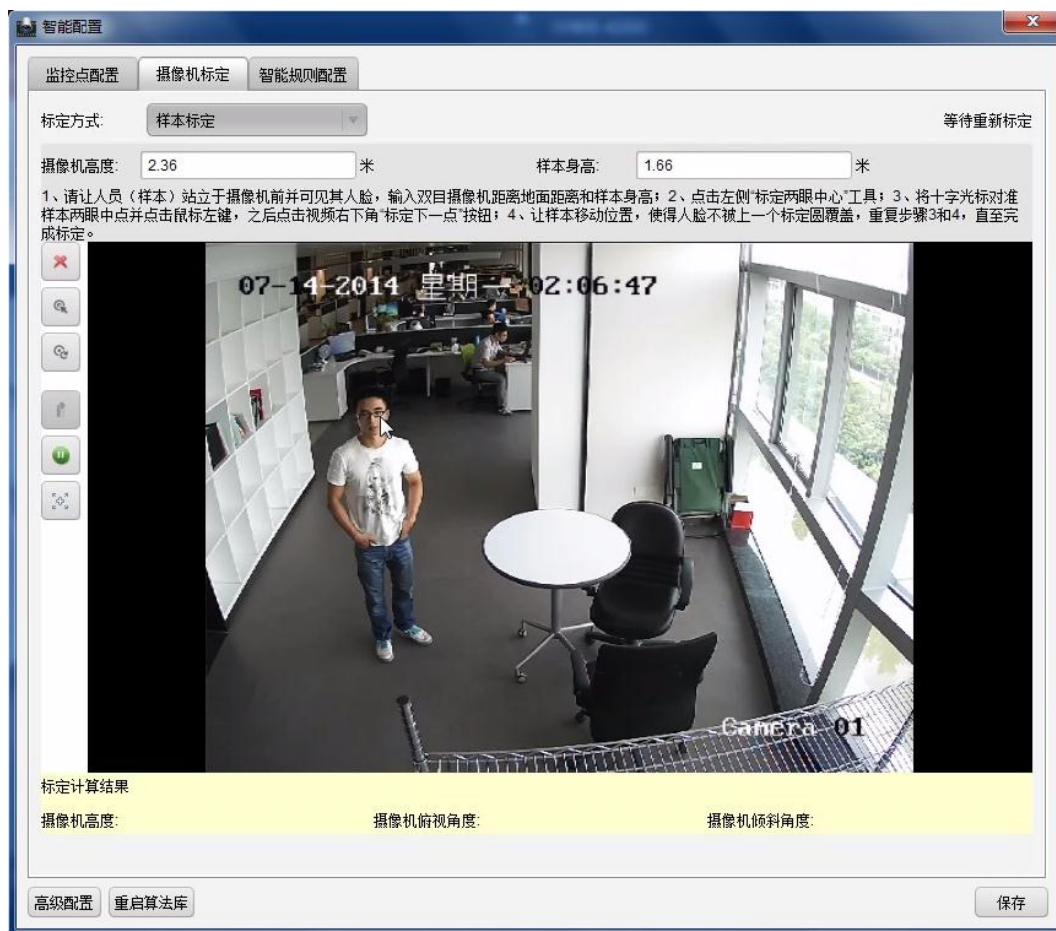 智能配置
监控点配置 摄像机标定 智能规则配置
标定方式: 样本标定 等待重新标定
摄像机高度: 2.36 米 样本身高: 1.66 米
1、请让人员（样本）站立于摄像机前并可见其人脸，输入双目摄像机距离地面距离和样本身高；2、点击左侧“标定两眼中心”工具；3、将十字光标对准
样本两眼中点并点击鼠标左键，之后点击视频右下角“标定下一点”按钮；4、让样本移动位置，使得人脸不被上一个标定圆覆盖，重复步骤3和4，直至完
成标定。
07-14-2014 星期一 02:06:47
Camera 01
标定计算结果
摄像机高度: 摄像机俯视角度: 摄像机倾斜角度:
高级配置 重启算法库 保存